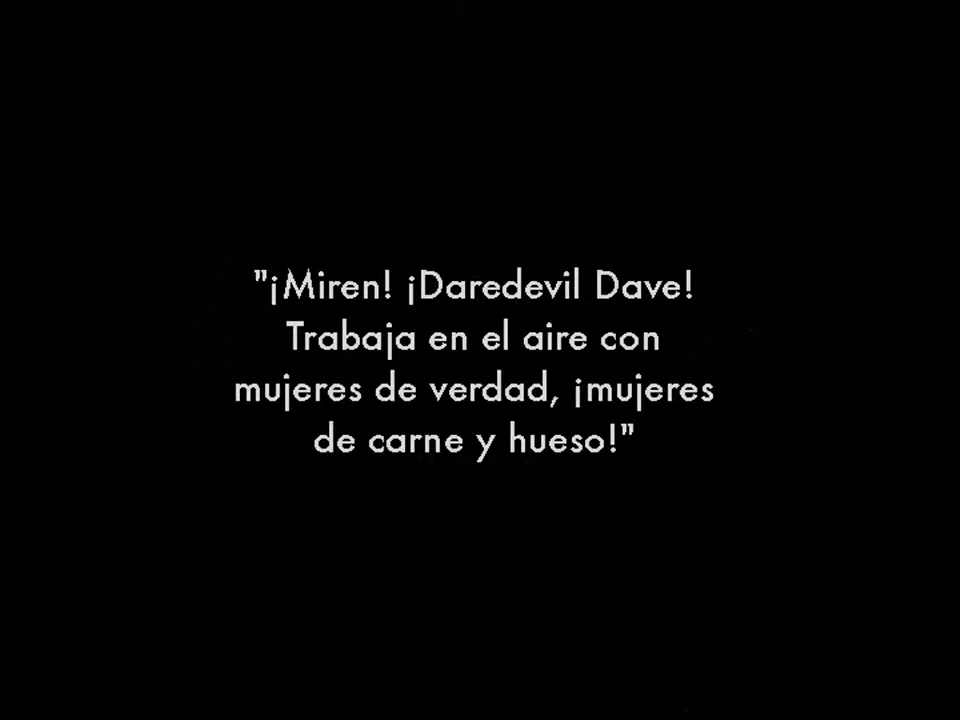 "¡Miren! ¡Daredevil Dave!
Trabaja en el aire con
mujeres de verdad, ¡mujeres
de carne y hueso!"